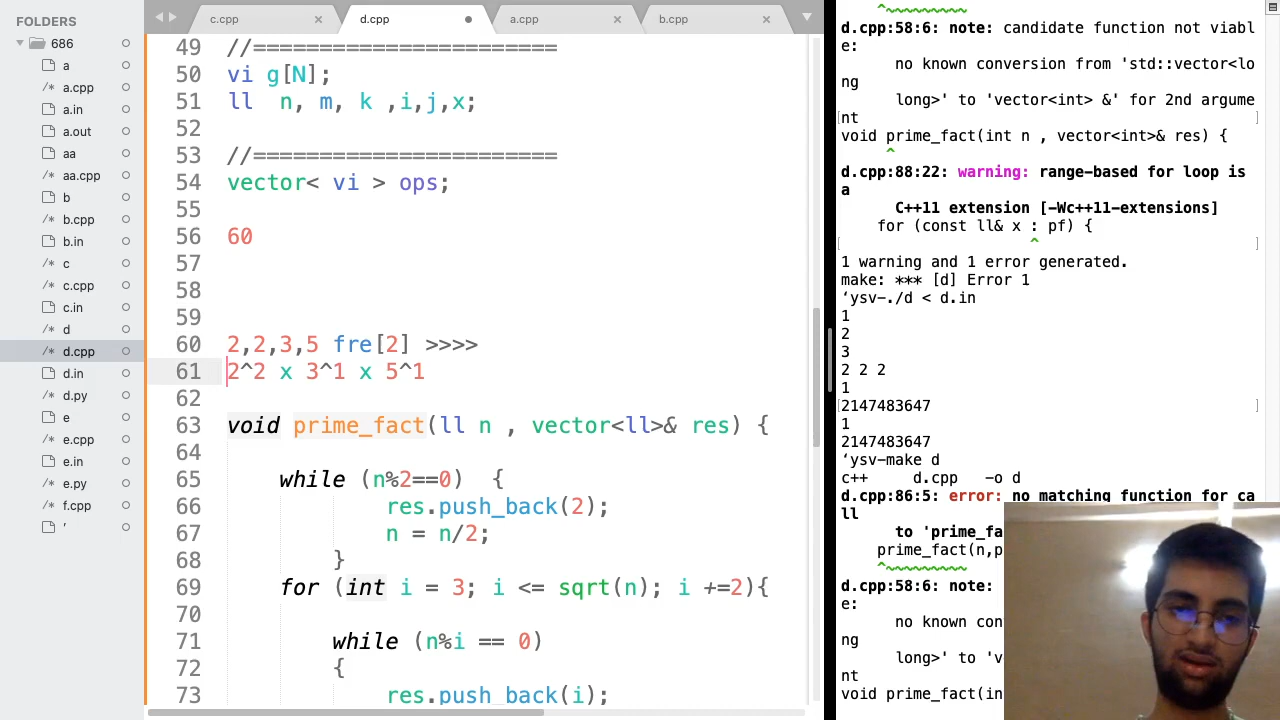 FOLDERS
686
a
a.cpp
a.in
a.out
aa
aa.cpp
b
b.cpp
b.in
c
c.cpp
c.in
d
d.cpp
d.in
d.py
e
e.cpp
e.in
e.py
f.cpp
'
c.cpp
d.cpp
a.cpp
b.cpp
49 //=======================
50 vi g[N];
51 ll  n, m, k ,i,j,x;
52
53 //=======================
54 vector< vi > ops;
55
56 60
57
58
59
60 2,2,3,5 fre[2] >>>>
61 2^2 x 3^1 x 5^1
62
63 void prime_fact(ll n , vector<ll>& res) {
64
65     while (n%2==0)  {
66             res.push_back(2);
67             n = n/2;
68         }
69     for (int i = 3; i <= sqrt(n); i +=2){
70
71         while (n%i == 0)
72         {
73             res.push_back(i);
d.cpp:58:6: note: candidate function not viabl
e:
      no known conversion from 'std::vector<lo
ng
      long>' to 'vector<int> &' for 2nd argume
nt
void prime_fact(int n , vector<int>& res) {
     ^
d.cpp:88:22: warning: range-based for loop is
a
      C++11 extension [-Wc++11-extensions]
    for (const ll& x : pf) {
                     ^
1 warning and 1 error generated.
make: *** [d] Error 1
‘ysv-./d < d.in
1
2
3
2 2 2
1
2147483647
1
2147483647
‘ysv-make d
c++     d.cpp   -o d
d.cpp:86:5: error: no matching function for ca
ll
      to 'prime_fa
    prime_fact(n,p
    ^~~~~~~~~~
d.cpp:58:6: note:
e:
      no known con
ng
      long>' to 'v
nt
void prime_fact(in